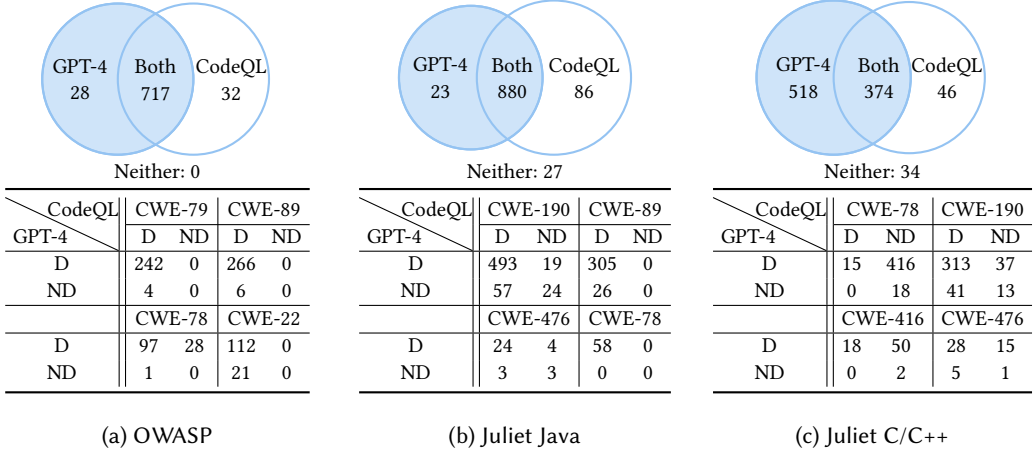 GPT-4 Both CodeQL
28 717 32
Neither: 0
CodeQL CWE-79 CWE-89
GPT-4 D ND D ND
D 242 0 266 0
ND 4 0 6 0
CWE-78 CWE-22
D 97 28 112 0
ND 1 0 21 0
(a) OWASP
GPT-4 Both CodeQL
23 880 86
Neither: 27
CodeQL CWE-190 CWE-89
GPT-4 D ND D ND
D 493 19 305 0
ND 57 24 26 0
CWE-476 CWE-78
D 24 4 58 0
ND 3 3 0 0
(b) Juliet Java
GPT-4 Both CodeQL
518 374 46
Neither: 34
CodeQL CWE-78 CWE-190
GPT-4 D ND D ND
D 15 416 313 37
ND 0 18 41 13
CWE-416 CWE-476
D 18 50 28 15
ND 0 2 5 1
(c) Juliet C/C++